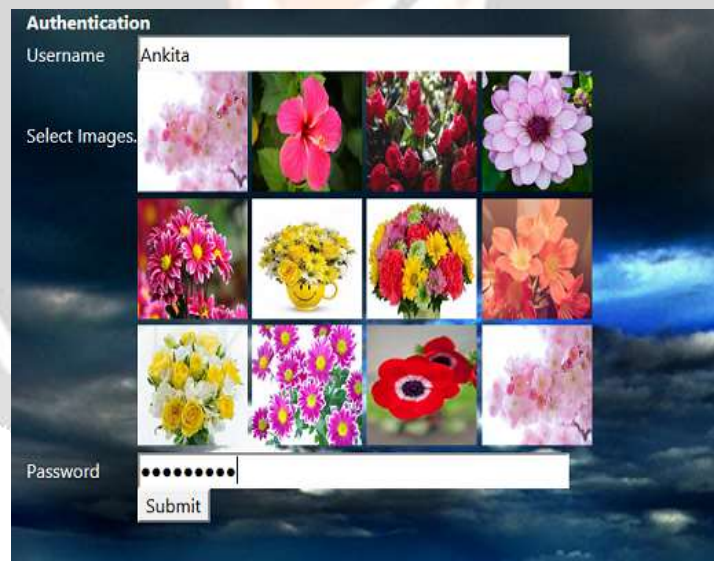 Authentication
Username Ankita
Select Images.
Password •••••••••
Submit